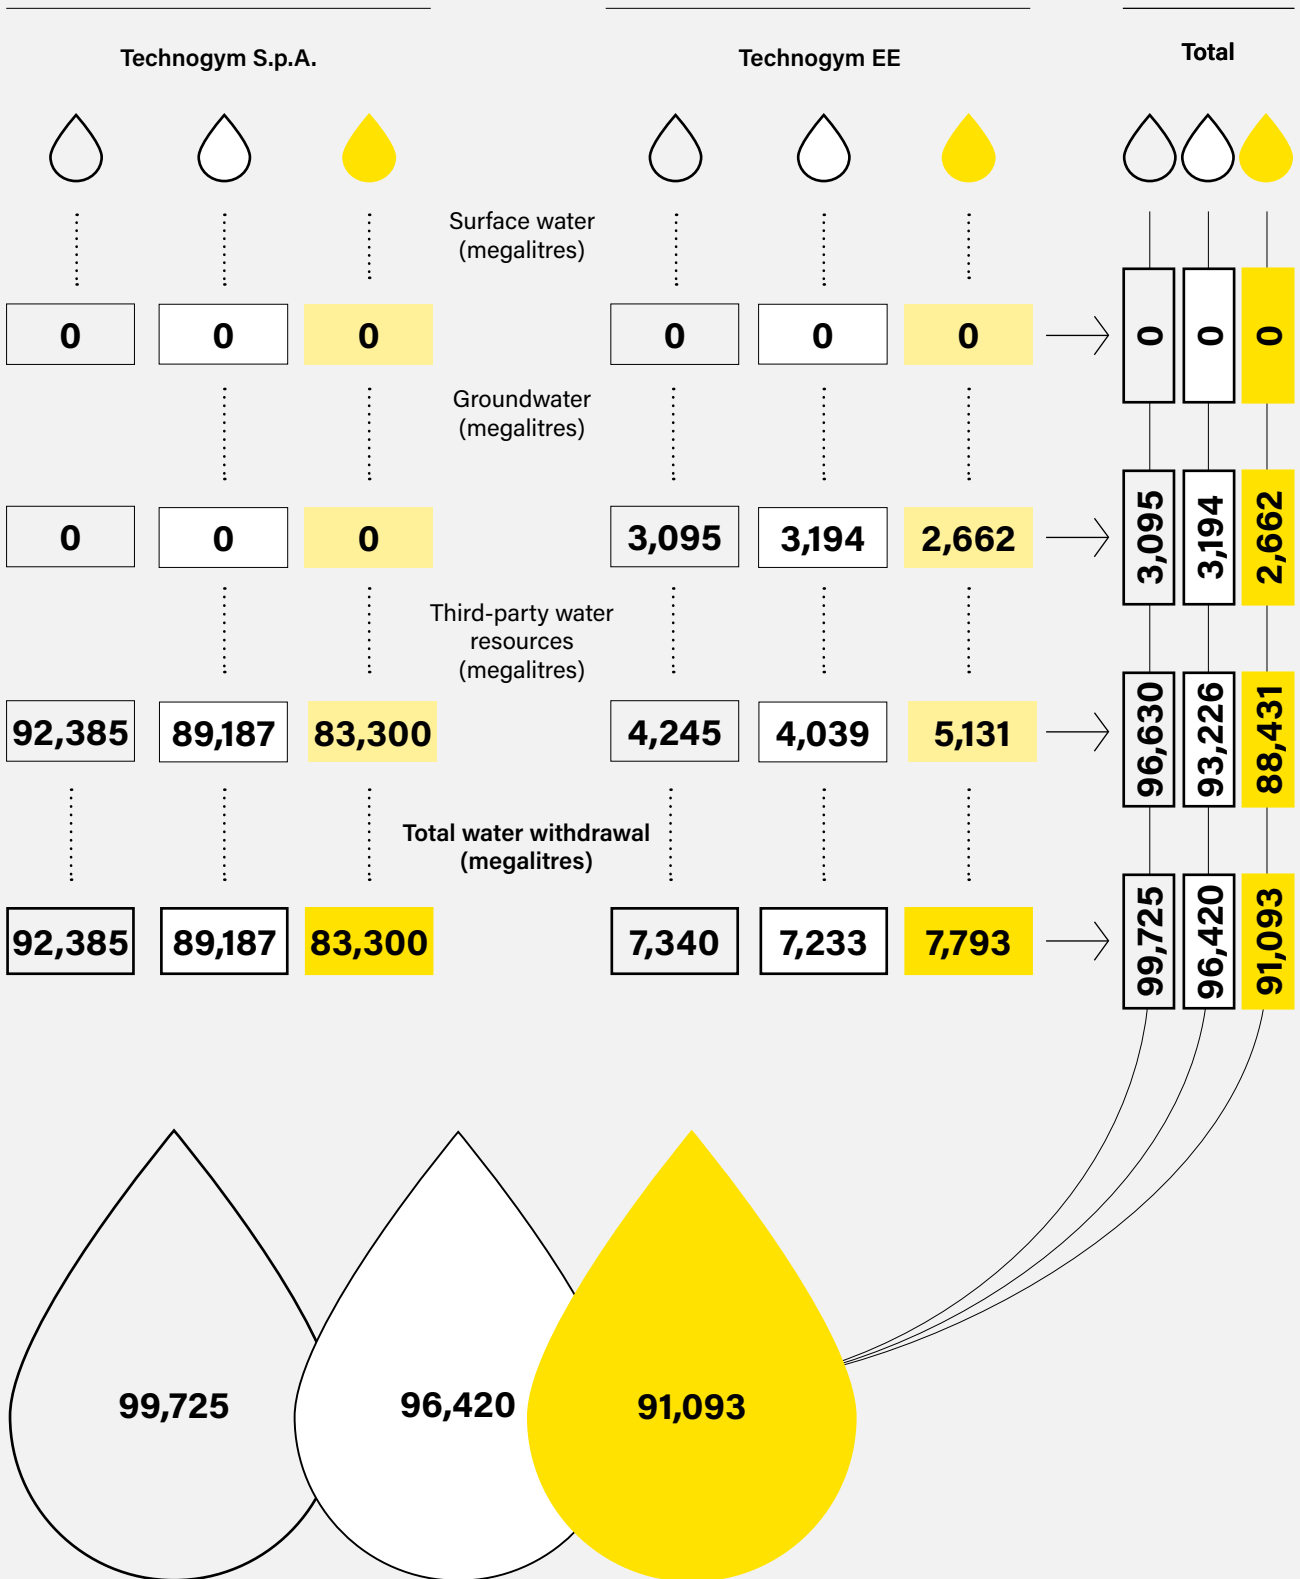 Technogym S.p.A.
Technogym EE
Total
Surface water
(megalitres)
0 0 0 0 0 0 0 0 0
Groundwater
(megalitres)
0 0 0 3,095 3,194 2,662 3,095 3,194 2,662
Third-party water
resources
(megalitres)
92,385 89,187 83,300 4,245 4,039 5,131 96,630 93,226 88,431
Total water withdrawal
(megalitres)
92,385 89,187 83,300 7,340 7,233 7,793 99,725 96,420 91,093
99,725 96,420 91,093